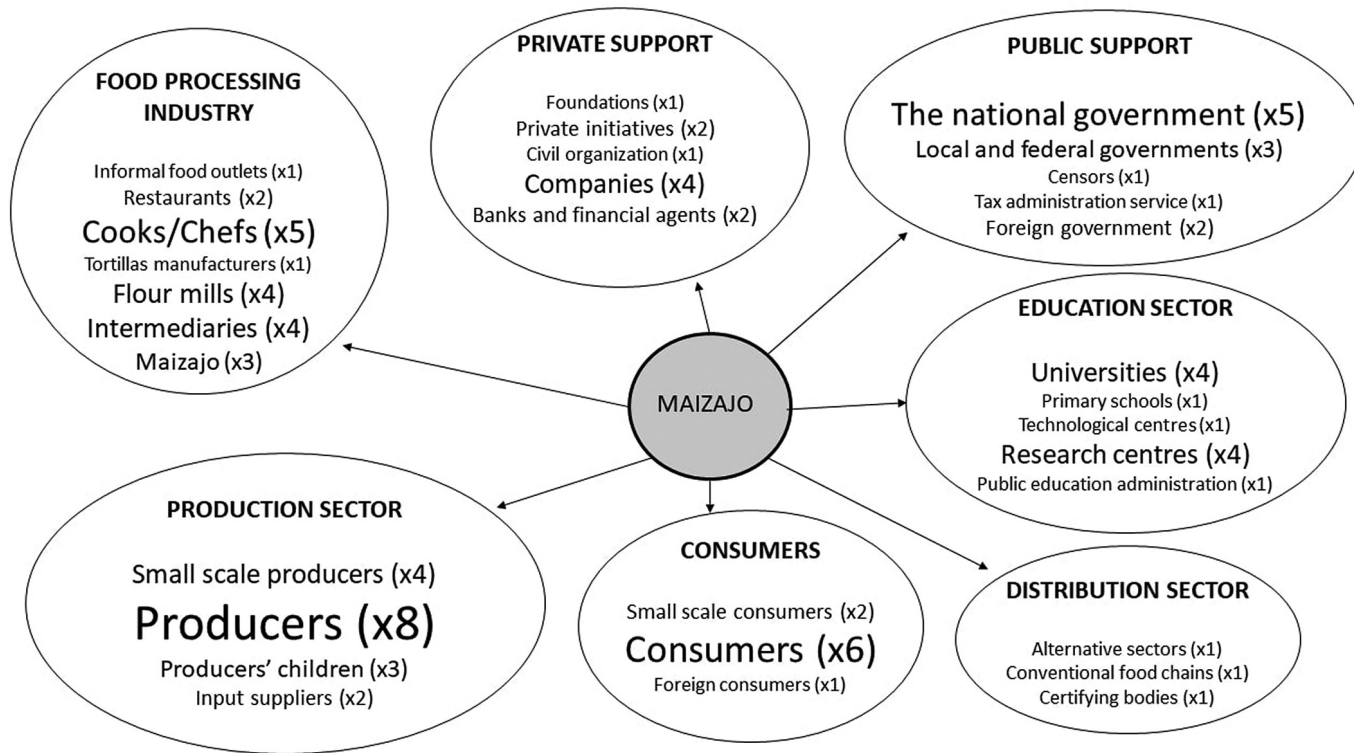 FOOD PROCESSING
INDUSTRY
Informal food outlets (x1)
Restaurants (x2)
Cooks/Chefs (x5)
Tortillas manufacturers (x1)
Flour mills (x4)
Intermediaries (x4)
Maizajo (x3)
PRIVATE SUPPORT
Foundations (x1)
Private initiatives (x2)
Civil organization (x1)
Companies (x4)
Banks and financial agents (x2)
PUBLIC SUPPORT
The national government (x5)
Local and federal governments (x3)
Censors (x1)
Tax administration service (x1)
Foreign government (x2)
MAIZAJO
EDUCATION SECTOR
Universities (x4)
Primary schools (x1)
Technological centres (x1)
Research centres (x4)
Public education administration (x1)
PRODUCTION SECTOR
Small scale producers (x4)
Producers (x8)
Producers’ children (x3)
Input suppliers (x2)
CONSUMERS
Small scale consumers (x2)
Consumers (x6)
Foreign consumers (x1)
DISTRIBUTION SECTOR
Alternative sectors (x1)
Conventional food chains (x1)
Certifying bodies (x1)